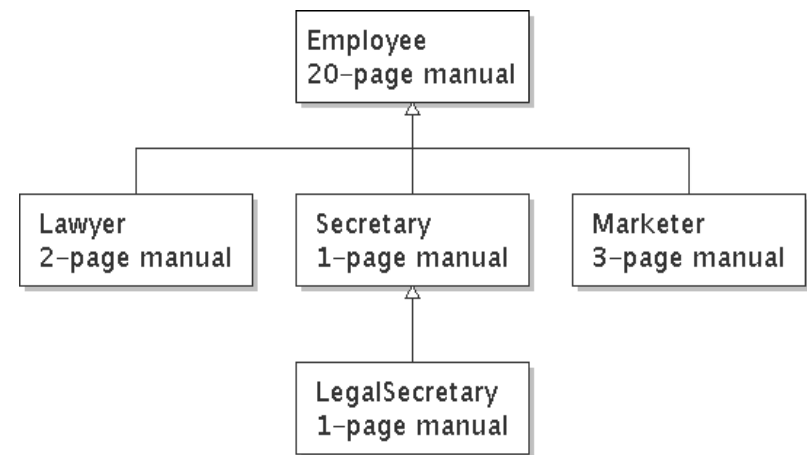 Employee
20-page manual
Lawyer
2-page manual
Secretary
1-page manual
Marketer
3-page manual
LegalSecretary
1-page manual